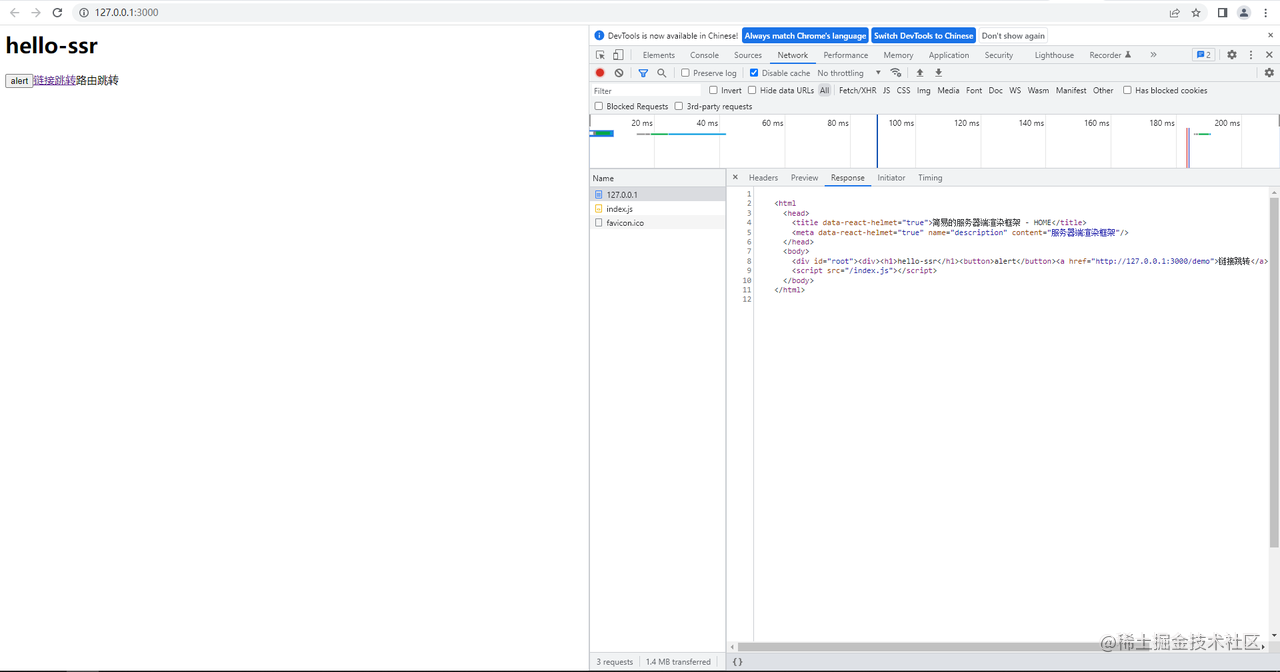 127.0.0.1:3000
hello-ssr
alert链接跳转路由跳转
DevTools is now available in Chinese!
Always match Chrome's language
Switch DevTools to Chinese
Don't show again
Elements Console Sources Network Performance Memory Application Security Lighthouse Recorder 2
Preserve log Disable cache No throttling
Filter Invert Hide data URLs All Fetch/XHR JS CSS Img Media Font Doc WS Wasm Manifest Other Has blocked cookies
Blocked Requests 3rd-party requests
20 ms 40 ms 60 ms 80 ms 100 ms 120 ms 140 ms 160 ms 180 ms 200 ms
Name
127.0.0.1
index.js
favicon.ico
Headers Preview Response Initiator Timing
1
2 <html
3 <head>
4 <title data-react-helmet="true">简易的服务器端渲染框架 - HOME</title>
5 <meta data-react-helmet="true" name="description" content="服务器端渲染框架"/>
6 </head>
7 <body>
8 <div id="root"><div><h1>hello-ssr</h1><button>alert</button><a href="http://127.0.0.1:3000/demo">链接跳转</a>
9 <script src="/index.js"></script>
10 </body>
11 </html>
12
3 requests 1.4 MB transferred
{}
@稀土掘金技术社区